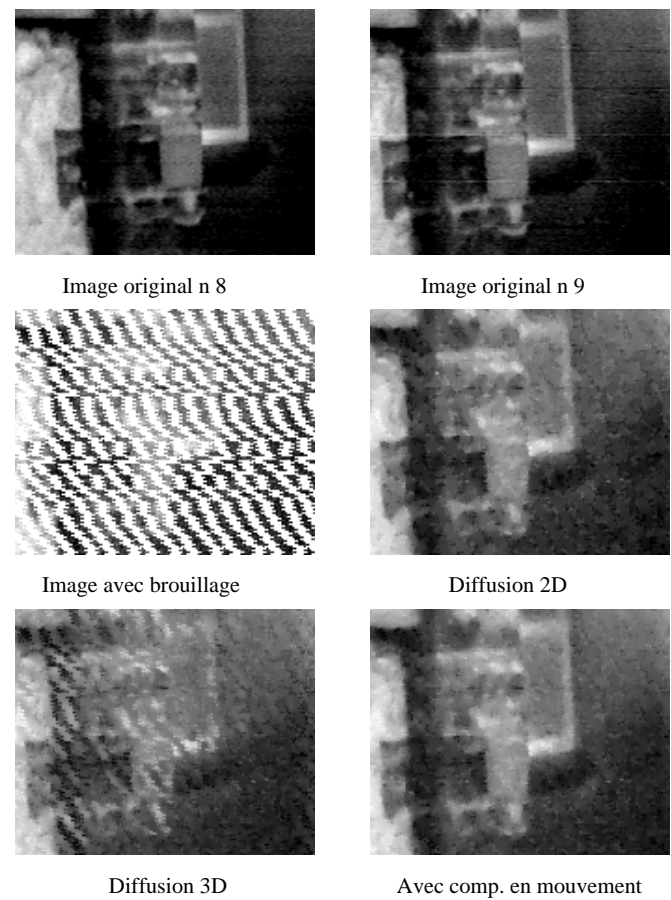 Image original n 8
Image original n 9
Image avec brouillage
Diffusion 2D
Diffusion 3D
Avec comp. en mouvement